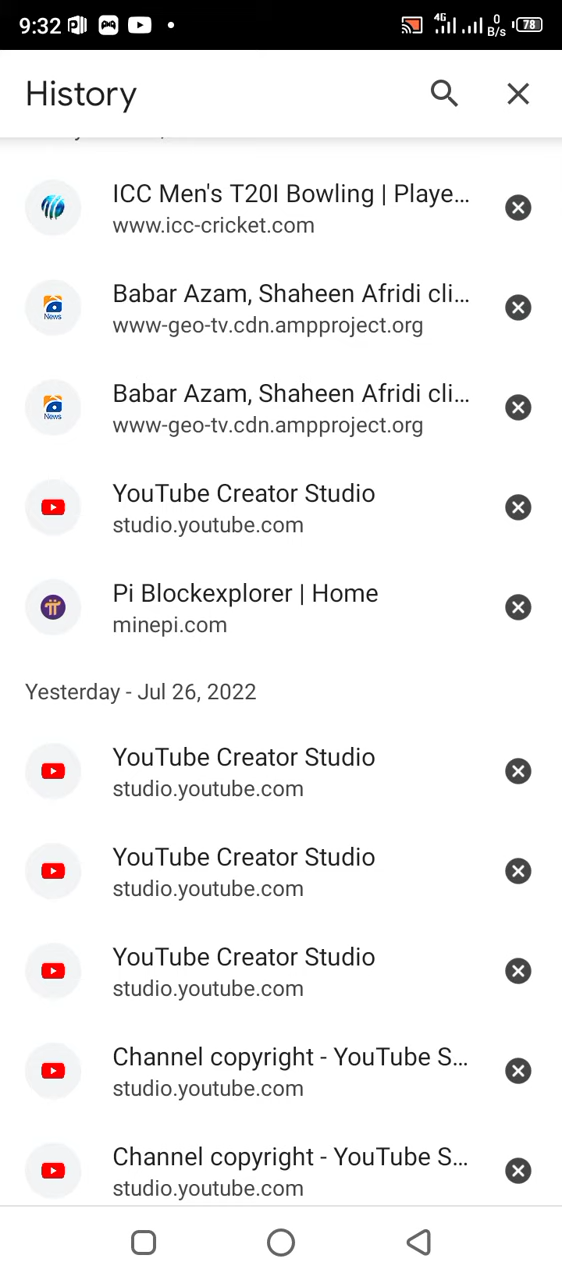 9:32
4G
0
B/s
78
History
ICC Men's T20I Bowling | Playe...
www.icc-cricket.com
Babar Azam, Shaheen Afridi cli...
www-geo-tv.cdn.ampproject.org
News
Babar Azam, Shaheen Afridi cli...
www-geo-tv.cdn.ampproject.org
News
YouTube Creator Studio
studio.youtube.com
Pi Blockexplorer | Home
minepi.com
Yesterday - Jul 26, 2022
YouTube Creator Studio
studio.youtube.com
YouTube Creator Studio
studio.youtube.com
YouTube Creator Studio
studio.youtube.com
Channel copyright - YouTube S...
studio.youtube.com
Channel copyright - YouTube S...
studio.youtube.com